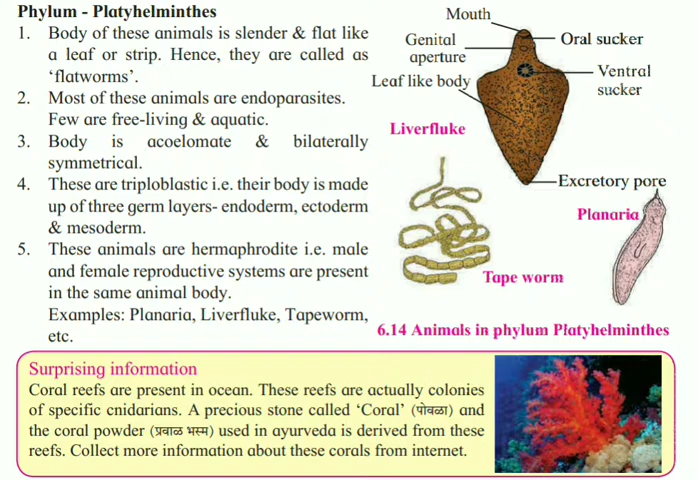 Phylum - Platyhelminthes
1. Body of these animals is slender & flat like
a leaf or strip. Hence, they are called as
‘flatworms’.
2. Most of these animals are endoparasites.
Few are free-living & aquatic.
3. Body is acoelomate & bilaterally
symmetrical.
4. These are triploblastic i.e. their body is made
up of three germ layers- endoderm, ectoderm
& mesoderm.
5. These animals are hermaphrodite i.e. male
and female reproductive systems are present
in the same animal body.
Examples: Planaria, Liverfluke, Tapeworm,
etc.
Mouth
Genital
aperture
Oral sucker
Leaf like body
Ventral
sucker
Liverfluke
Excretory pore
Planaria
Tape worm
6.14 Animals in phylum Platyhelminthes
Surprising information
Coral reefs are present in ocean. These reefs are actually colonies
of specific cnidarians. A precious stone called ‘Coral’ (पोवळा) and
the coral powder (प्रवाळ भस्म) used in ayurveda is derived from these
reefs. Collect more information about these corals from internet.